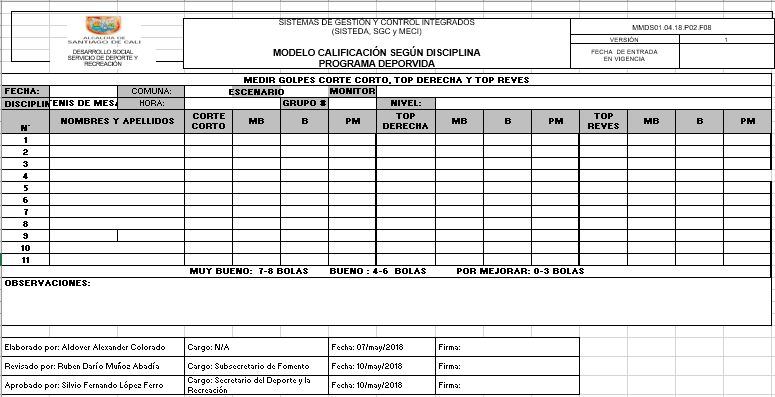 ALCALDÍA DE
SANTIAGO DE CALI
DESARROLLO SOCIAL
SERVICIO DE DEPORTE Y
RECREACIÓN
SISTEMAS DE GESTIÓN Y CONTROL INTEGRADOS
(SISTEDA, SGC y MECI)
MODELO CALIFICACIÓN SEGÚN DISCIPLINA
PROGRAMA DEPORVIDA
MMDS01.04.18.P02.F08
VERSIÓN 1
FECHA DE ENTRADA
EN VIGENCIA
MEDIR GOLPES CORTE CORTO, TOP DERECHA Y TOP REVES
FECHA: COMUNA: ESCENARIO MONITOR
DISCIPLIN TENIS DE MESA HORA: GRUPO # NIVEL:
N° NOMBRES Y APELLIDOS CORTE CORTO MB B PM TOP DERECHA MB B PM TOP REVES MB B PM
1
2
3
4
5
6
7
8
9
10
11
MUY BUENO: 7-8 BOLAS BUENO : 4-6 BOLAS POR MEJORAR: 0-3 BOLAS
OBSERVACIONES:
Elaborado por: Aldover Alexander Colorado Cargo: N/A Fecha: 07/may/2018 Firma:
Revisado por: Ruben Darío Muñoz Abadía Cargo: Subsecretario de Fomento Fecha: 10/may/2018 Firma:
Aprobado por: Silvio Fernando López Ferro Cargo: Secretario del Deporte y la Recreación Fecha: 10/may/2018 Firma: